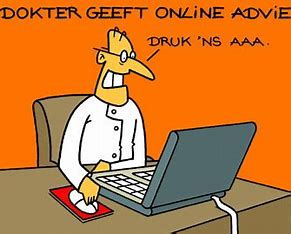 DOKTER GEEFT ONLINE ADVIE
DRUK 'NS AAA.